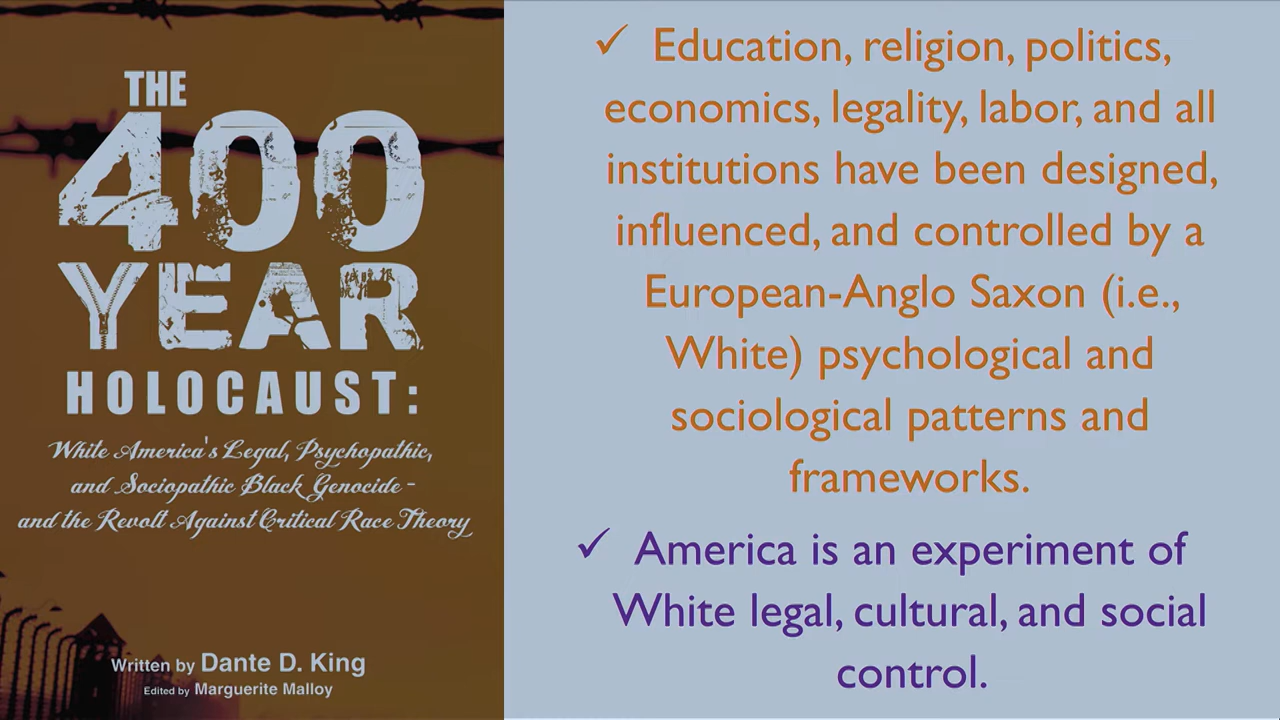 THE
400
YEAR
HOLOCAUST:
White America's Legal, Psychopathic,
and Sociopathic Black Genocide -
and the Revolt Against Critical Race Theory
Written by Dante D. King
Edited by Marguerite Malloy
✓ Education, religion, politics,
economics, legality, labor, and all
institutions have been designed,
influenced, and controlled by a
European-Anglo Saxon (i.e.,
White) psychological and
sociological patterns and
frameworks.
✓ America is an experiment of
White legal, cultural, and social
control.